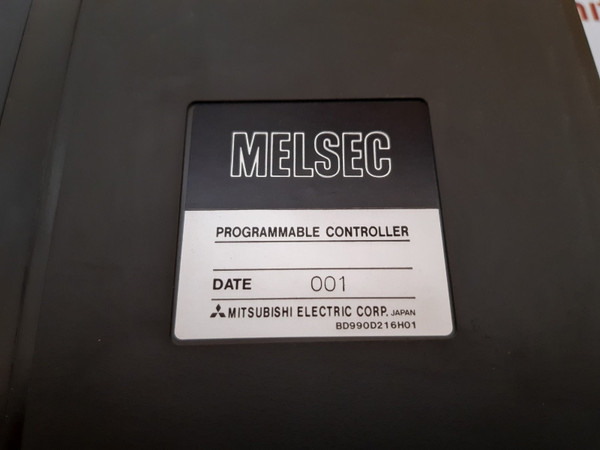 MELSEC
PROGRAMMABLE CONTROLLER
DATE 001
MITSUBISHI ELECTRIC CORP. JAPAN
BD990D216H01